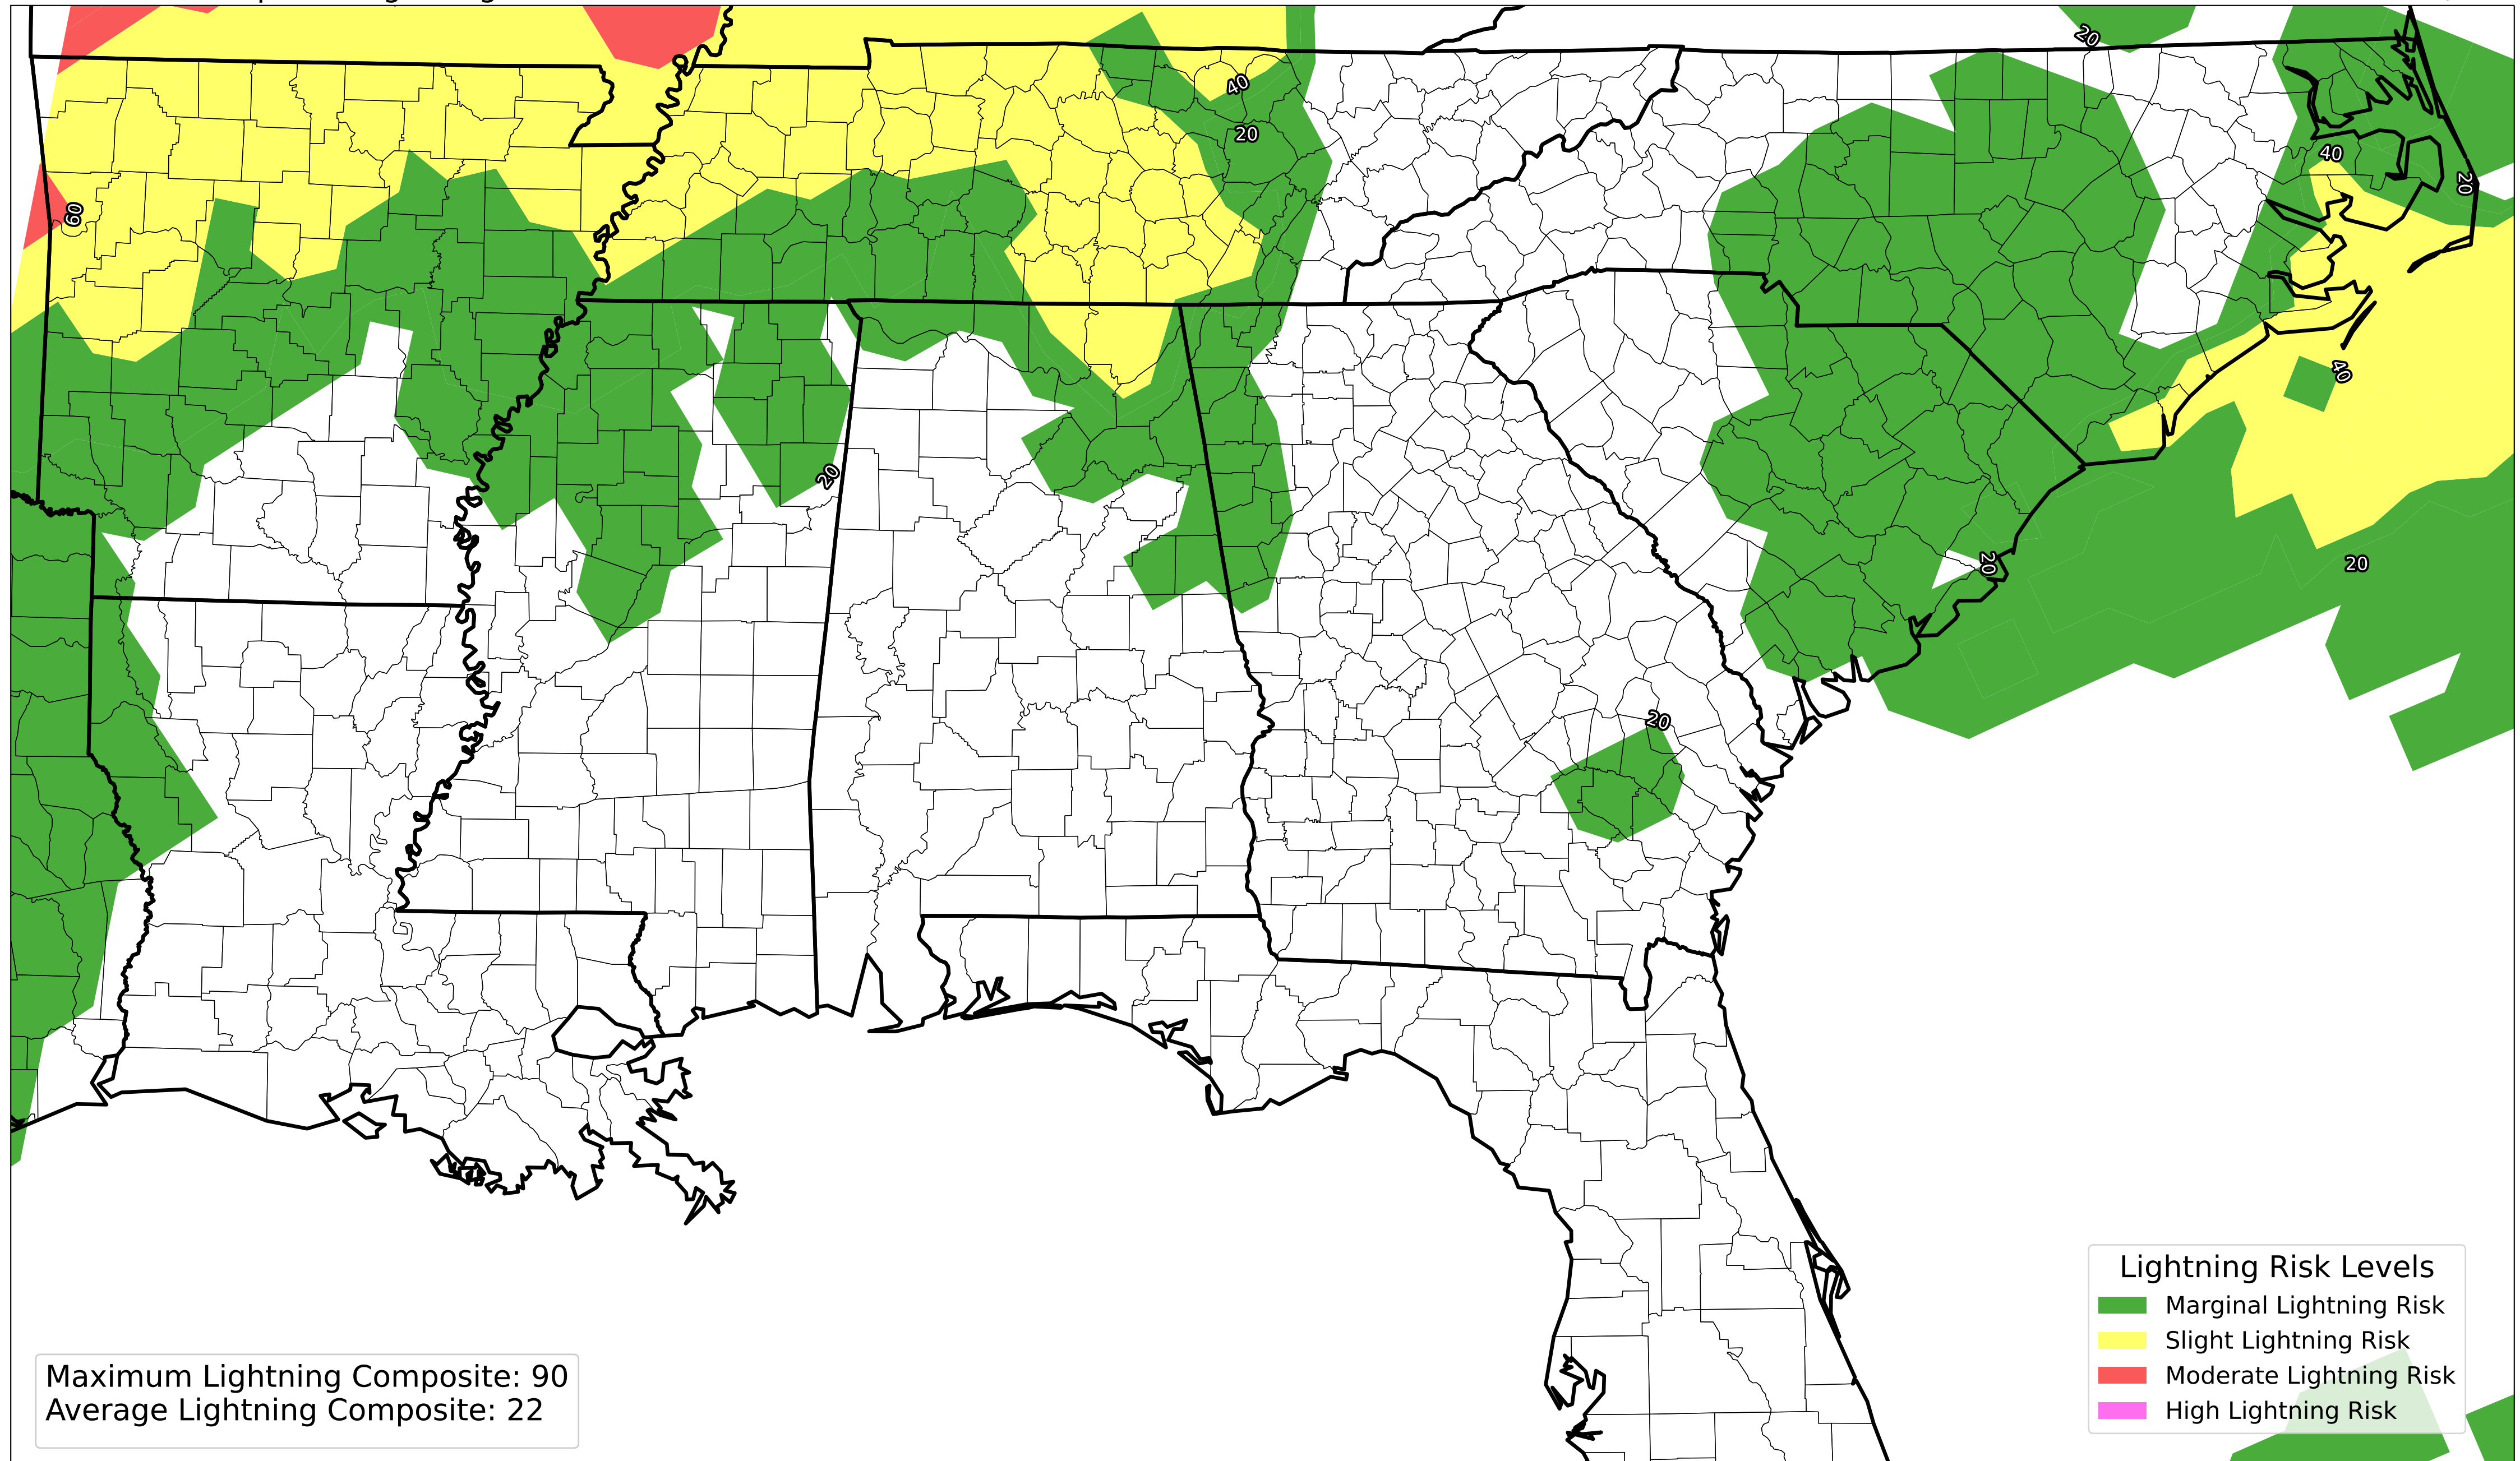 20
40
20
40
20
60
40
20
20
20
20
Lightning Risk Levels
Marginal Lightning Risk
Slight Lightning Risk
Moderate Lightning Risk
High Lightning Risk
Maximum Lightning Composite: 90
Average Lightning Composite: 22